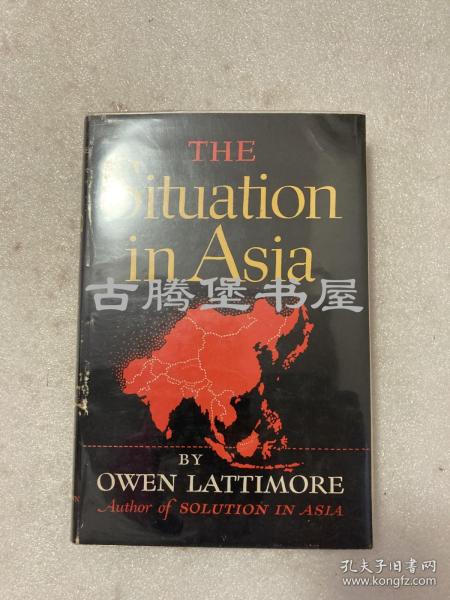 THE
Situation
in Asia
古腾堡书屋
BY
OWEN LATTIMORE
Author of SOLUTION IN ASIA
孔夫子旧书网
www.kongfz.com